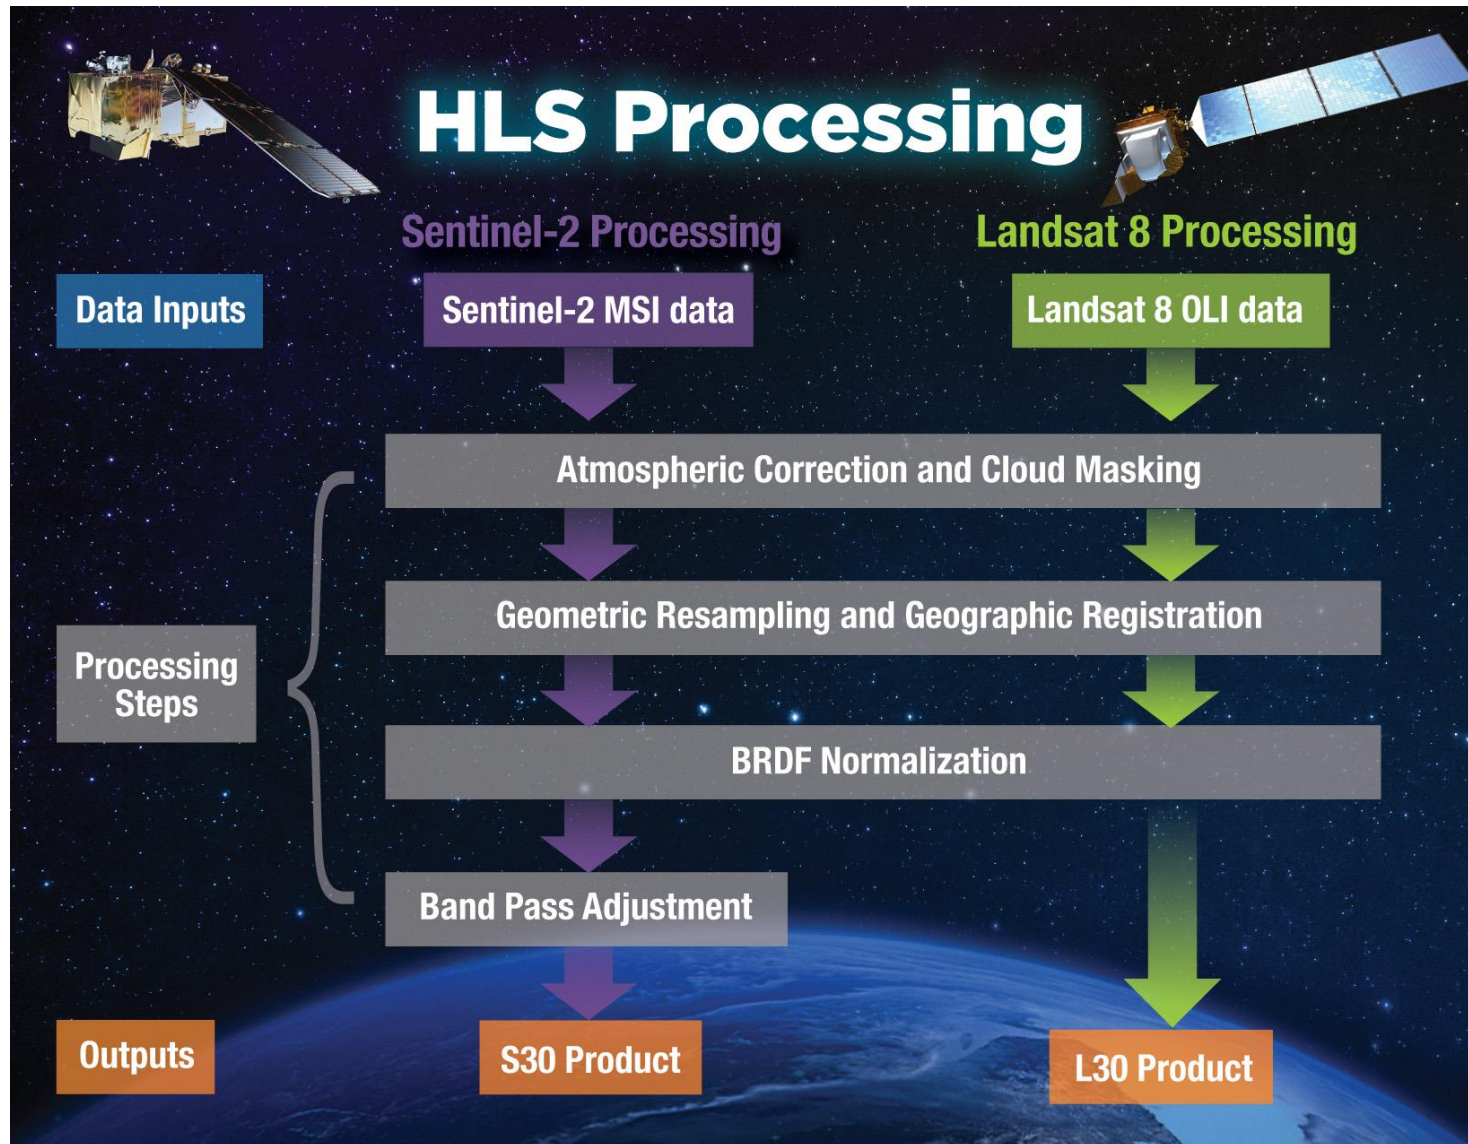 HLS Processing
Sentinel-2 Processing
Landsat 8 Processing
Data Inputs
Sentinel-2 MSI data
Landsat 8 OLI data
Atmospheric Correction and Cloud Masking
Geometric Resampling and Geographic Registration
Processing
Steps
BRDF Normalization
Band Pass Adjustment
Outputs
S30 Product
L30 Product